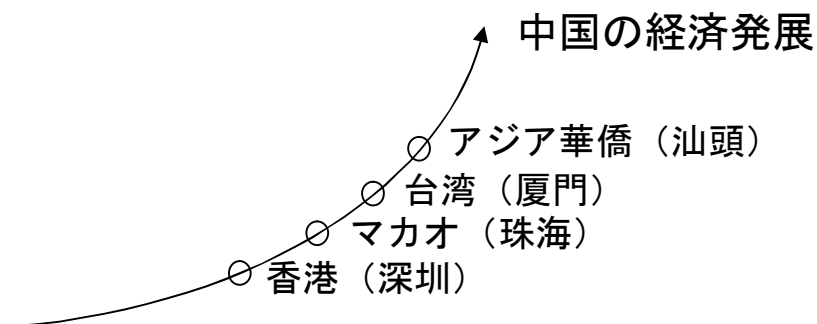 中国の経済発展
アジア華僑（汕頭）
台湾（厦門）
マカオ（珠海）
香港（深圳）